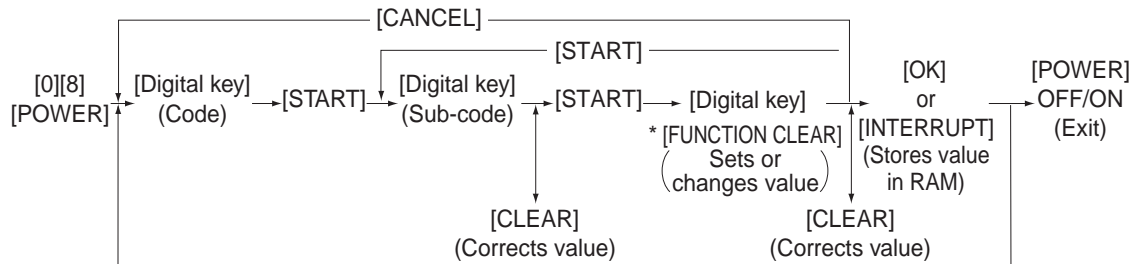 [CANCEL]
[START]
[0][8]
[POWER]
[Digital key]
(Code)
[START]
[Digital key]
(Sub-code)
[START]
[Digital key]
* [FUNCTION CLEAR]
( Sets or
changes value )
[OK]
or
[INTERRUPT]
(Stores value
in RAM)
[POWER]
OFF/ON
(Exit)
[CLEAR]
(Corrects value)
[CLEAR]
(Corrects value)